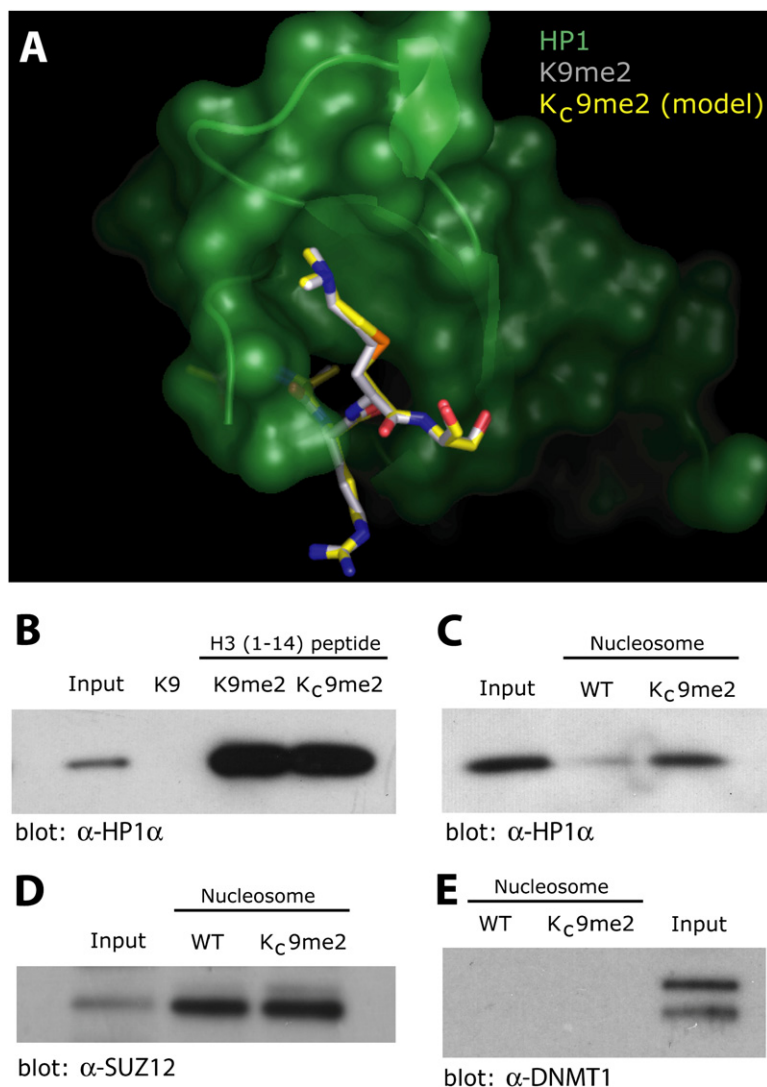 A
HP1
K9me2
KC9me2 (model)
B
H3 (1-14) peptide
Input K9 K9me2 KC9me2
blot: α-HP1α
C
Nucleosome
Input WT KC9me2
blot: α-HP1α
D
Nucleosome
Input WT KC9me2
blot: α-SUZ12
E
Nucleosome
WT KC9me2 Input
blot: α-DNMT1